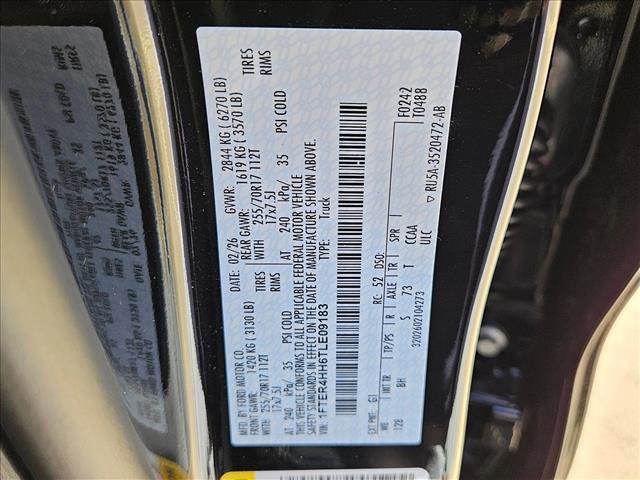 MFD. BY FORD MOTOR CO.
DATE: 02/26 GVWR: 2844 KG ( 6270 LB)
FRONT GAWR: 1420 KG ( 3130 LB) REAR GAWR: 1619 KG ( 3570 LB)
WITH 255/70R17 112T TIRES WITH 255/70R17 112T TIRES
17x7.5J RIMS 17x7.5J RIMS
AT 240 kPa/ 35 PSI COLD AT 240 kPa/ 35 PSI COLD
THIS VEHICLE CONFORMS TO ALL APPLICABLE FEDERAL MOTOR VEHICLE
SAFETY STANDARDS IN EFFECT ON THE DATE OF MANUFACTURE SHOWN ABOVE.
VIN: 1FTER4HH6TLE09183 TYPE: Truck
F0242
T0488
3202602104273
EXT PNT: G1 RC: 52 DSO:
WB INT TR TP/PS R AXLE TR SPR
128 BH S 73 T CCAA
ULC
▽ RU5A-3520472-AB